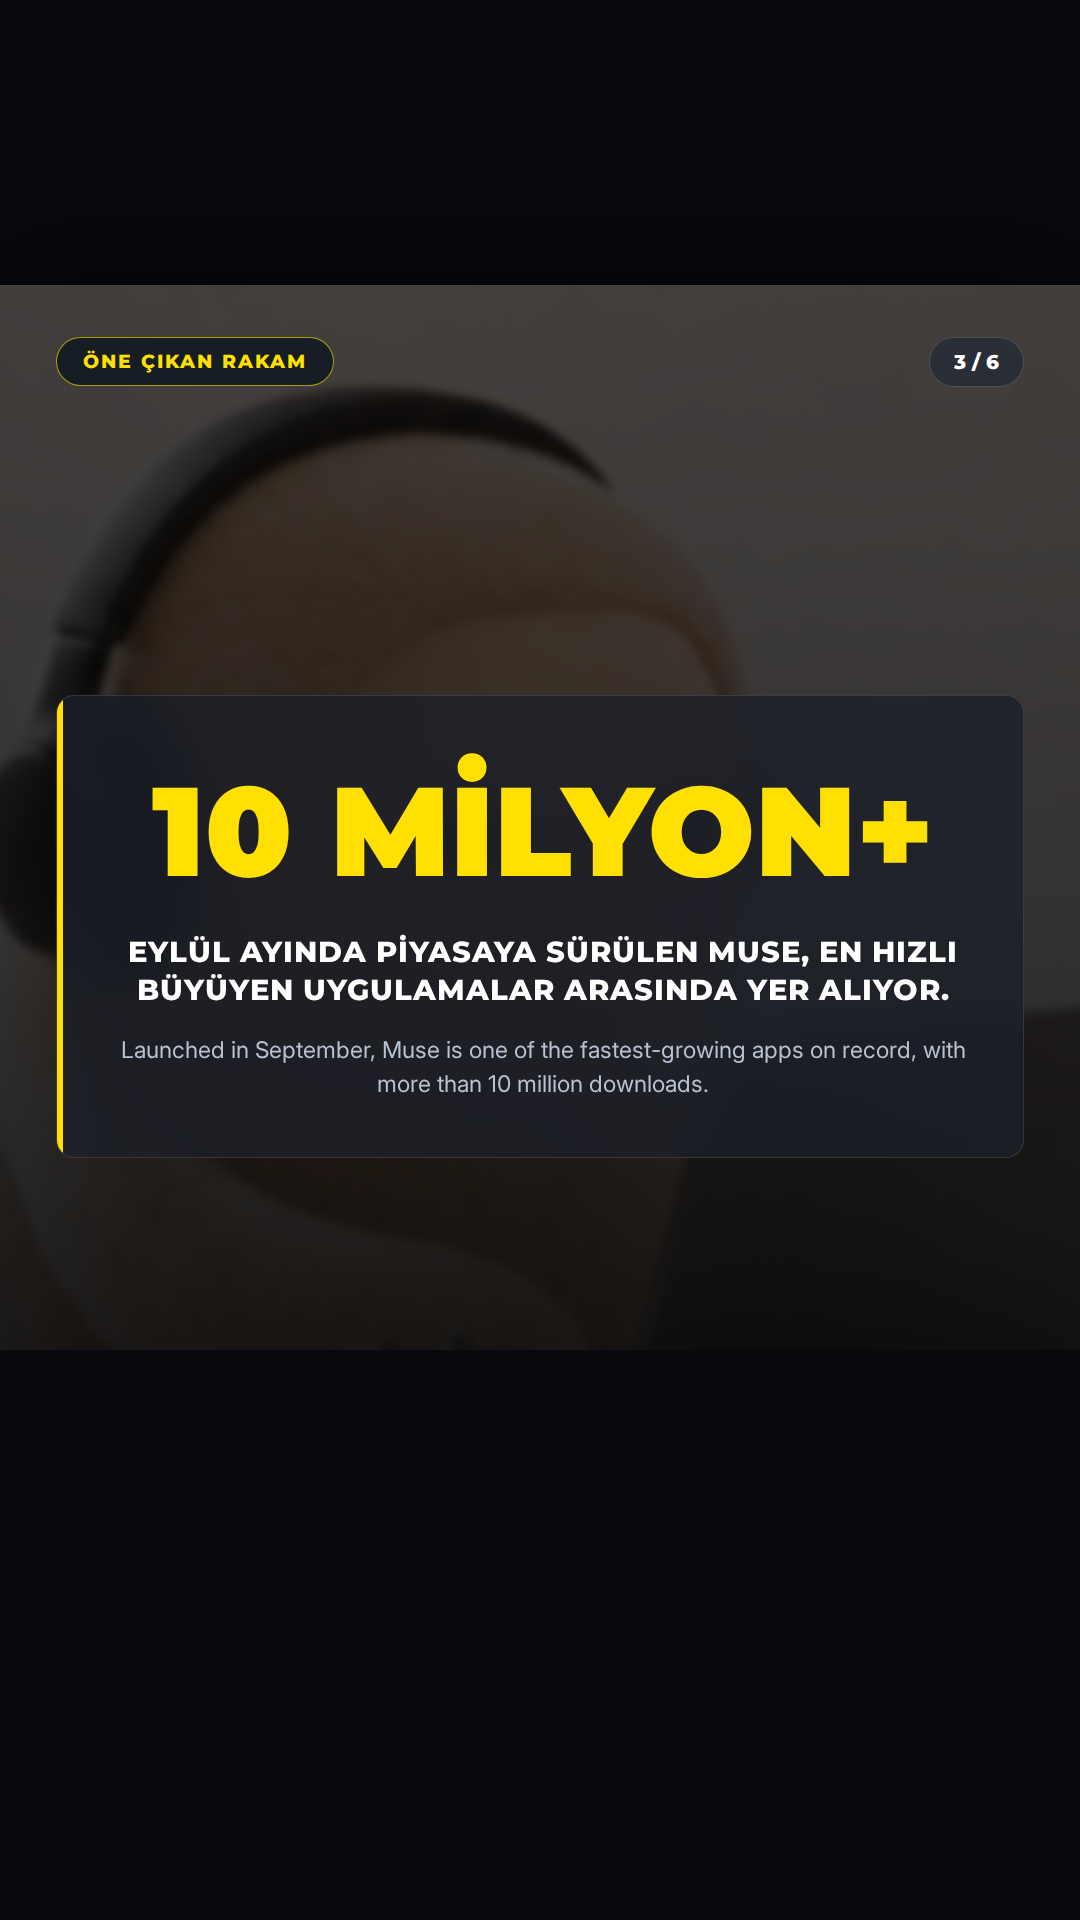 ÖNE ÇIKAN RAKAM
3 / 6
10 MİLYON+
EYLÜL AYINDA PİYASAYA SÜRÜLEN MUSE, EN HIZLI
BÜYÜYEN UYGULAMALAR ARASINDA YER ALIYOR.
Launched in September, Muse is one of the fastest-growing apps on record, with
more than 10 million downloads.